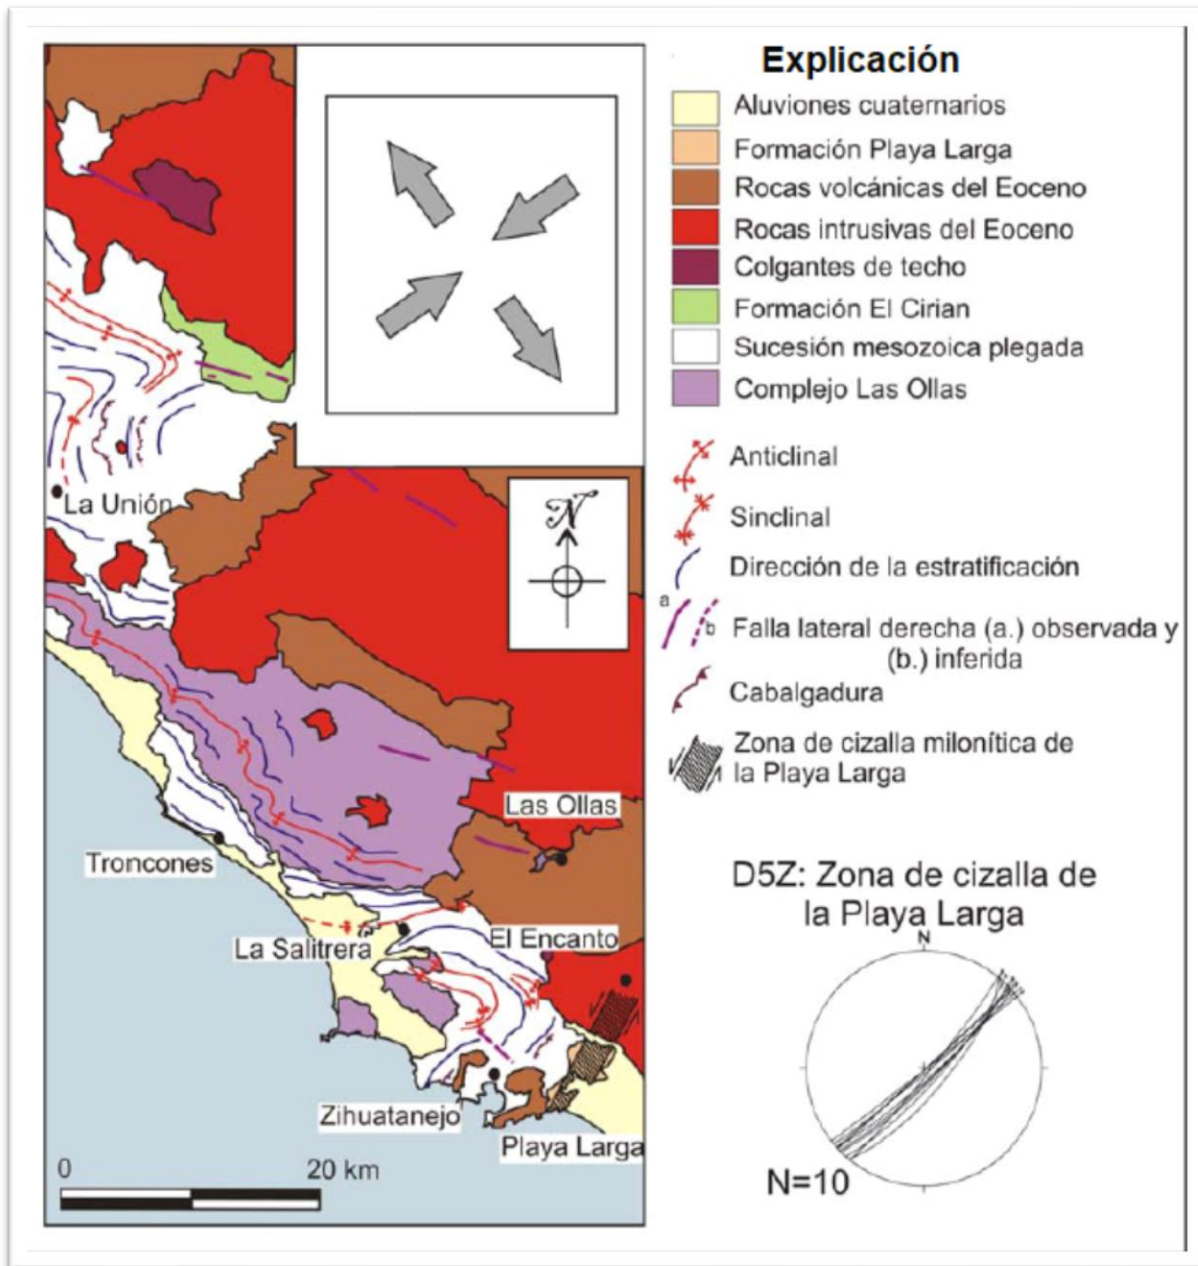 Explicación
Aluviones cuaternarios
Formación Playa Larga
Rocas volcánicas del Eoceno
Rocas intrusivas del Eoceno
Colgantes de techo
Formación El Cirian
Sucesión mesozoica plegada
Complejo Las Ollas
Anticlinal
Sinclinal
Dirección de la estratificación
a
b
Falla lateral derecha (a.) observada y
(b.) inferida
Cabalgadura
Zona de cizalla milonítica de
la Playa Larga
D5Z: Zona de cizalla de
la Playa Larga
N
N=10
N
La Unión
Las Ollas
Troncones
La Salitrera
El Encanto
Zihuatanejo
Playa Larga
0
20 km